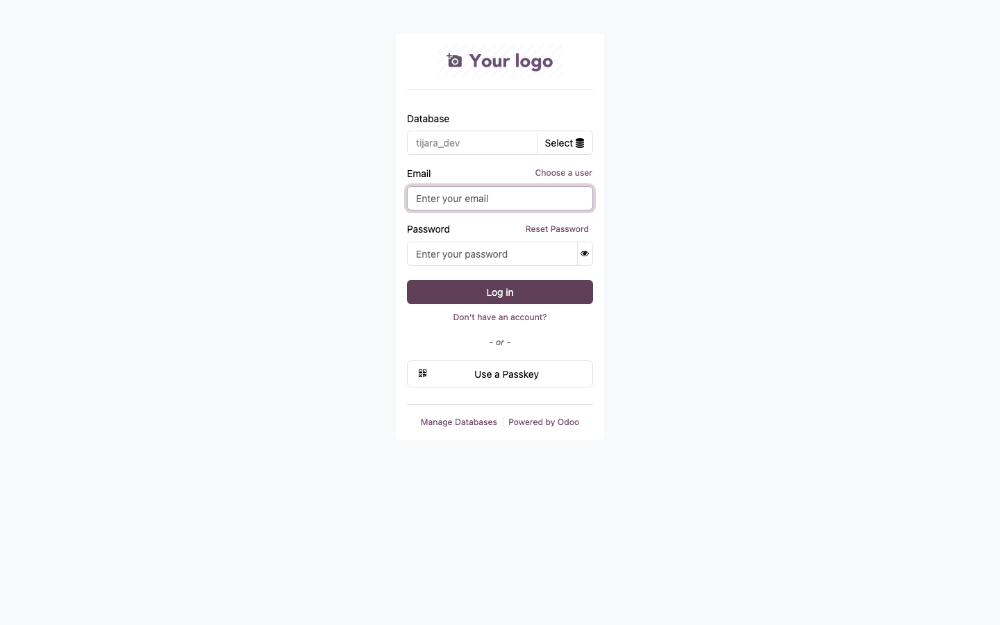 Your logo
Database
tijara_dev
Select
Email
Choose a user
Enter your email
Password
Reset Password
Enter your password
Log in
Don't have an account?
- or -
Use a Passkey
Manage Databases
Powered by Odoo